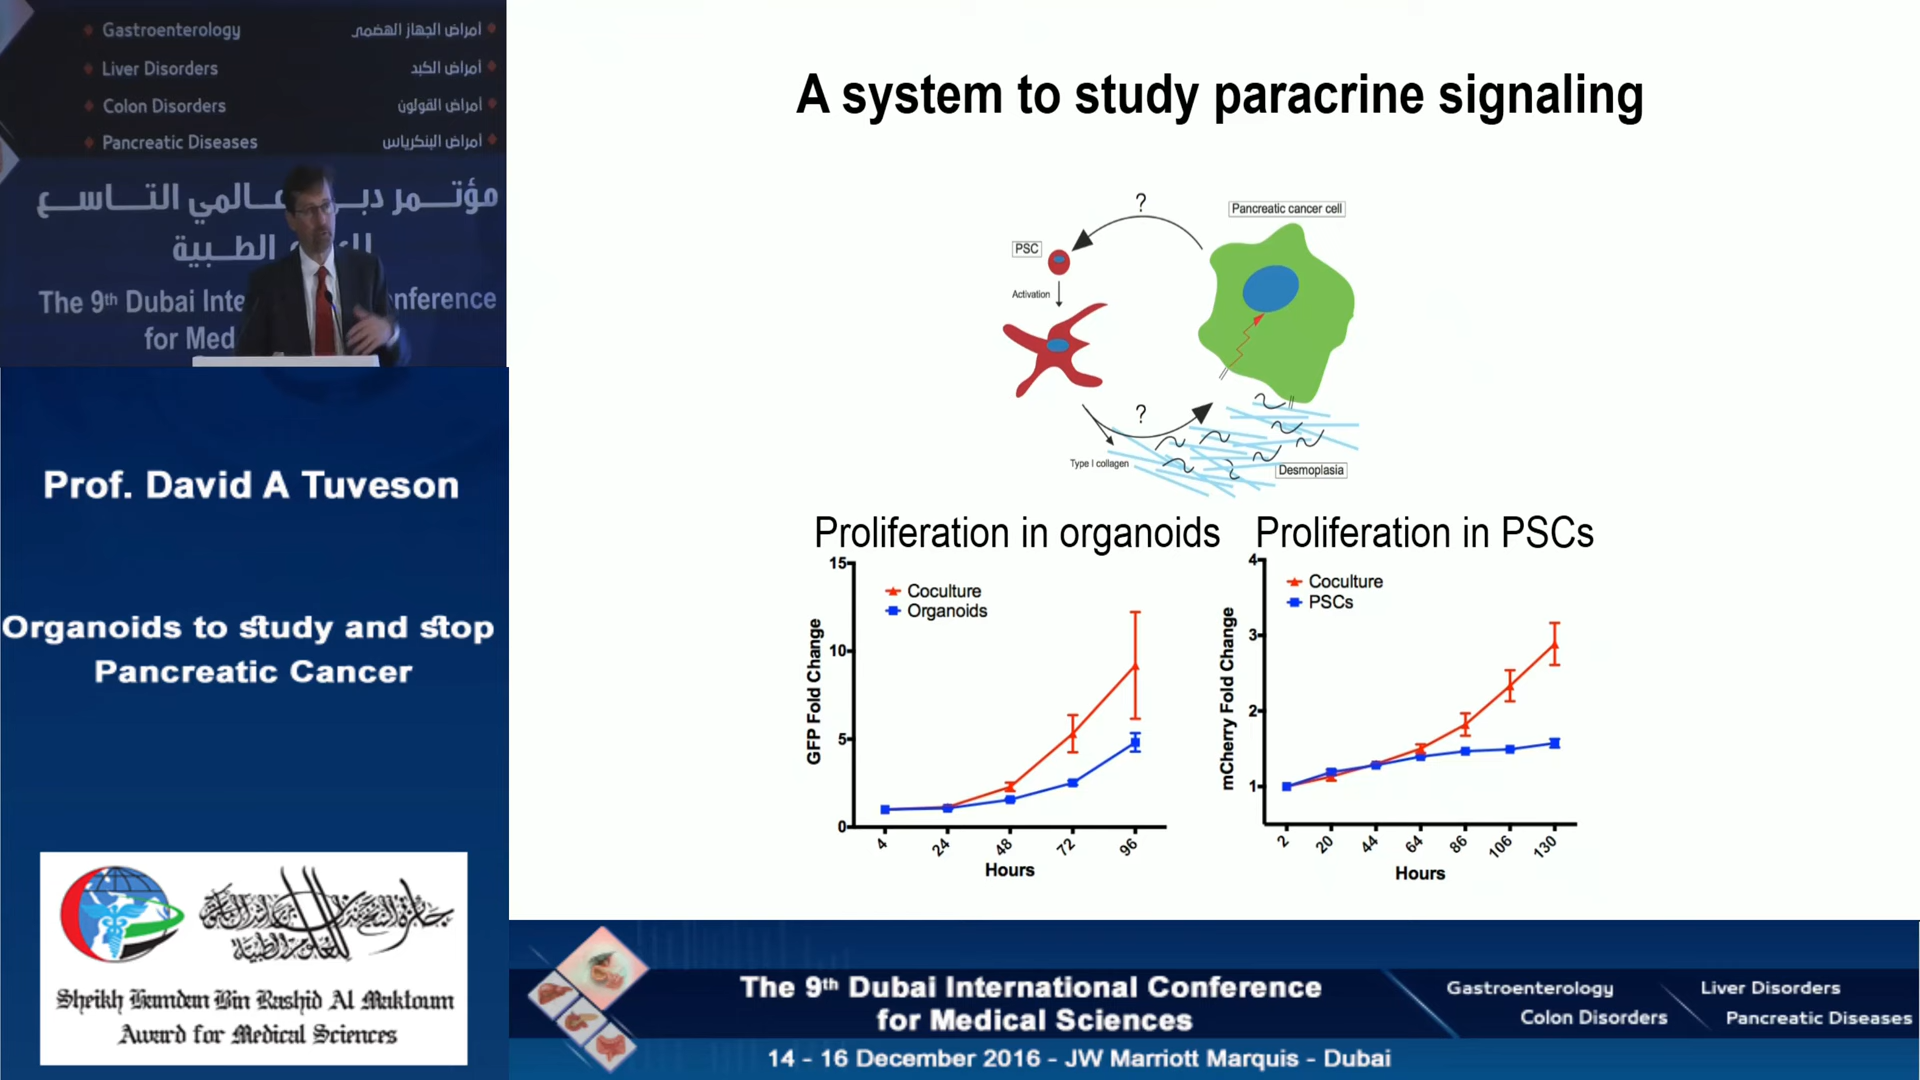 Gastroenterology
أمراض الجهاز الهضمي
Liver Disorders
أمراض الكبد
Colon Disorders
أمراض القولون
Pancreatic Diseases
أمراض البنكرياس
مؤتمر دبي
التاسع
الطبية
The 9th Dubai Inte
nference
for Med
Prof. David A Tuveson
Organoids to study and stop
Pancreatic Cancer
Sheikh Hamdan Bin Rashid Al Maktoum
Award for Medical Sciences
A system to study paracrine signaling
?
Pancreatic cancer cell
PSC
Activation
?
Type I collagen
Desmoplasia
Proliferation in organoids
15
10
5
0
GFP Fold Change
Coculture
Organoids
4
24
48
72
96
Hours
Proliferation in PSCs
4
3
2
1
mCherry Fold Change
Coculture
PSCs
2
20
44
64
86
106
130
Hours
The 9th Dubai International Conference
for Medical Sciences
14 - 16 December 2016 - JW Marriott Marquis - Dubai
Gastroenterology
Liver Disorders
Colon Disorders
Pancreatic Diseases